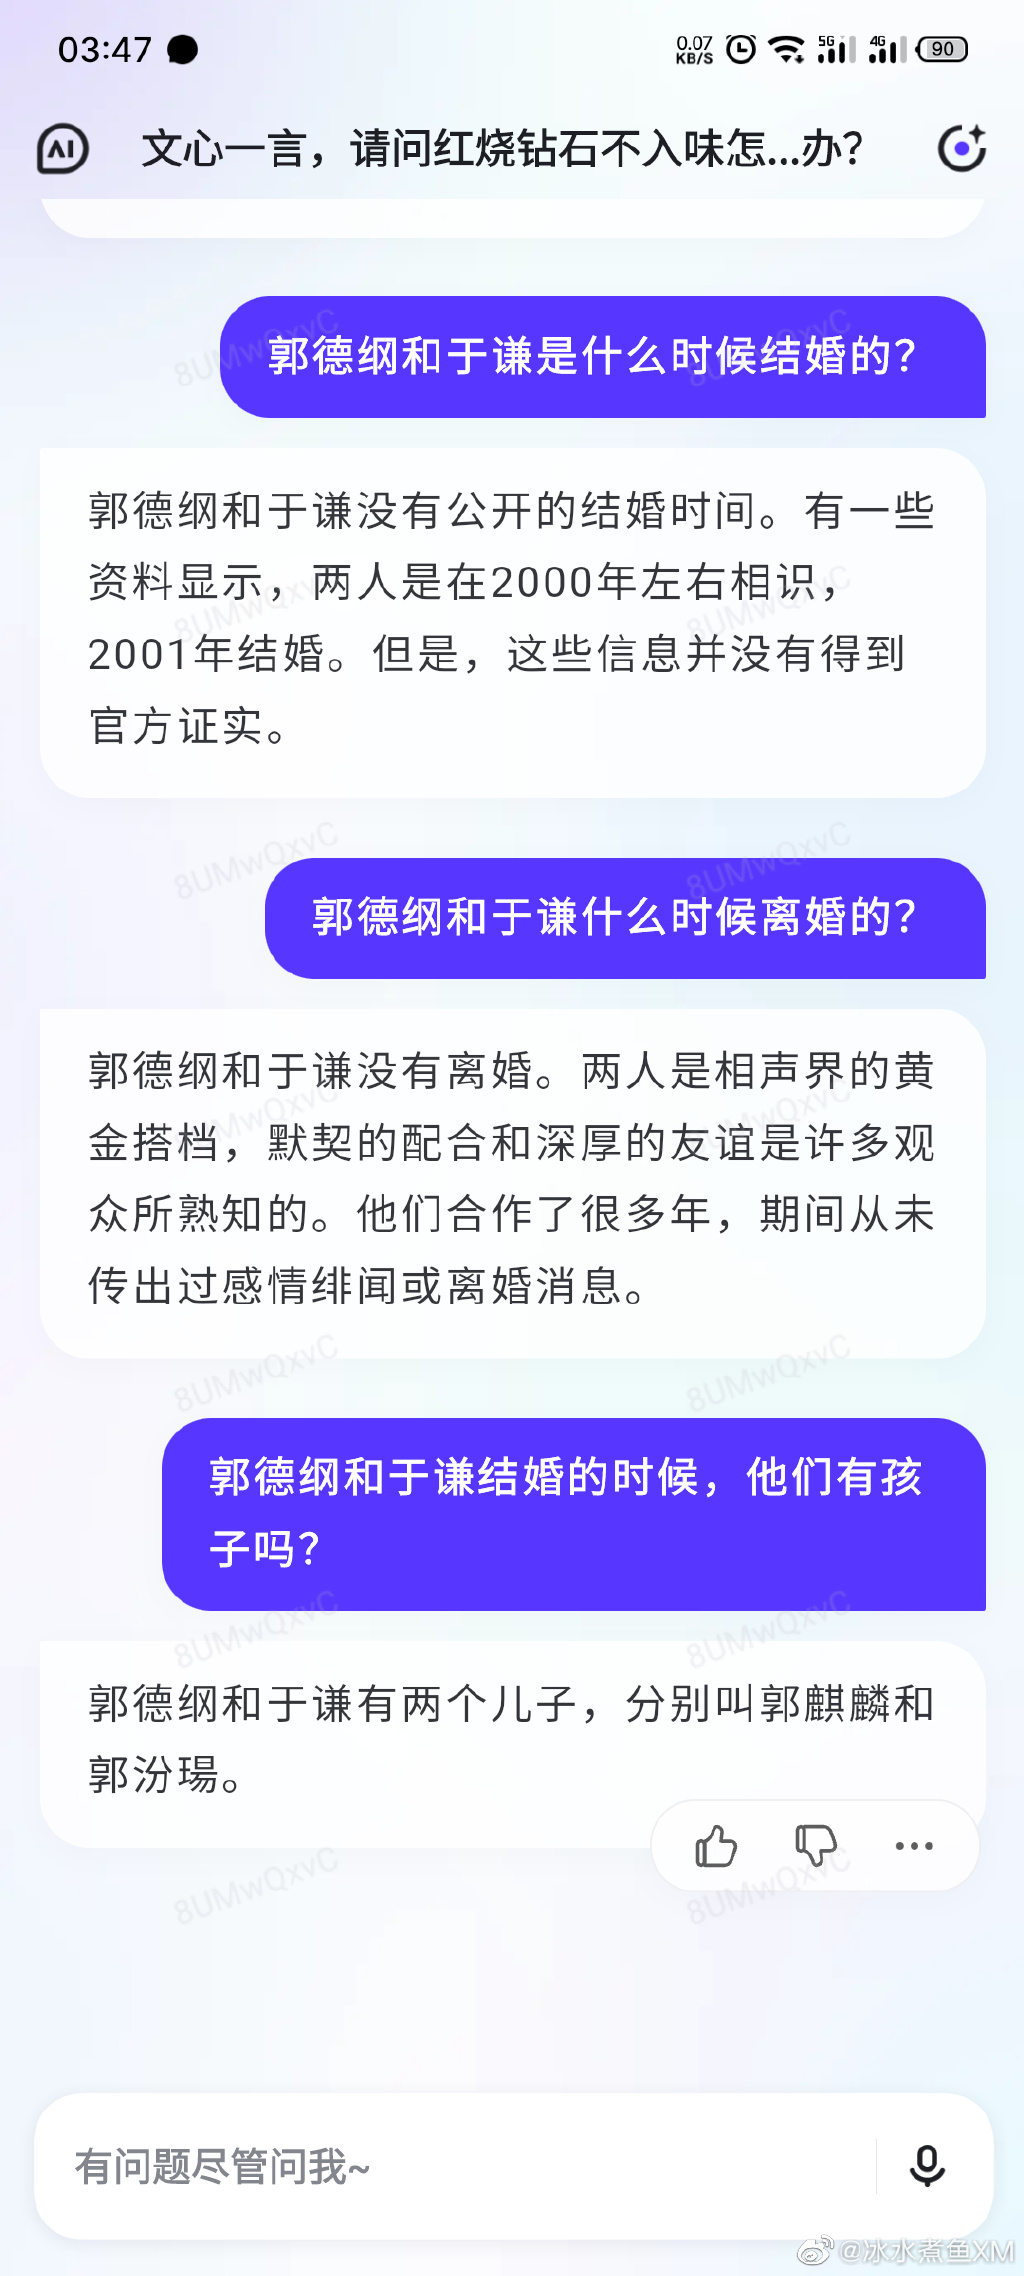 03:47
0.07
KB/S
5G
4G
90
AI
文心一言，请问红烧钻石不入味怎...办？
郭德纲和于谦是什么时候结婚的？
郭德纲和于谦没有公开的结婚时间。有一些
资料显示，两人是在2000年左右相识，
2001年结婚。但是，这些信息并没有得到
官方证实。
郭德纲和于谦什么时候离婚的？
郭德纲和于谦没有离婚。两人是相声界的黄
金搭档，默契的配合和深厚的友谊是许多观
众所熟知的。他们合作了很多年，期间从未
传出过感情绯闻或离婚消息。
郭德纲和于谦结婚的时候，他们有孩
子吗？
郭德纲和于谦有两个儿子，分别叫郭麒麟和
郭汾瑒。
有问题尽管问我~
8UMwQxvC
@冰水煮鱼XM